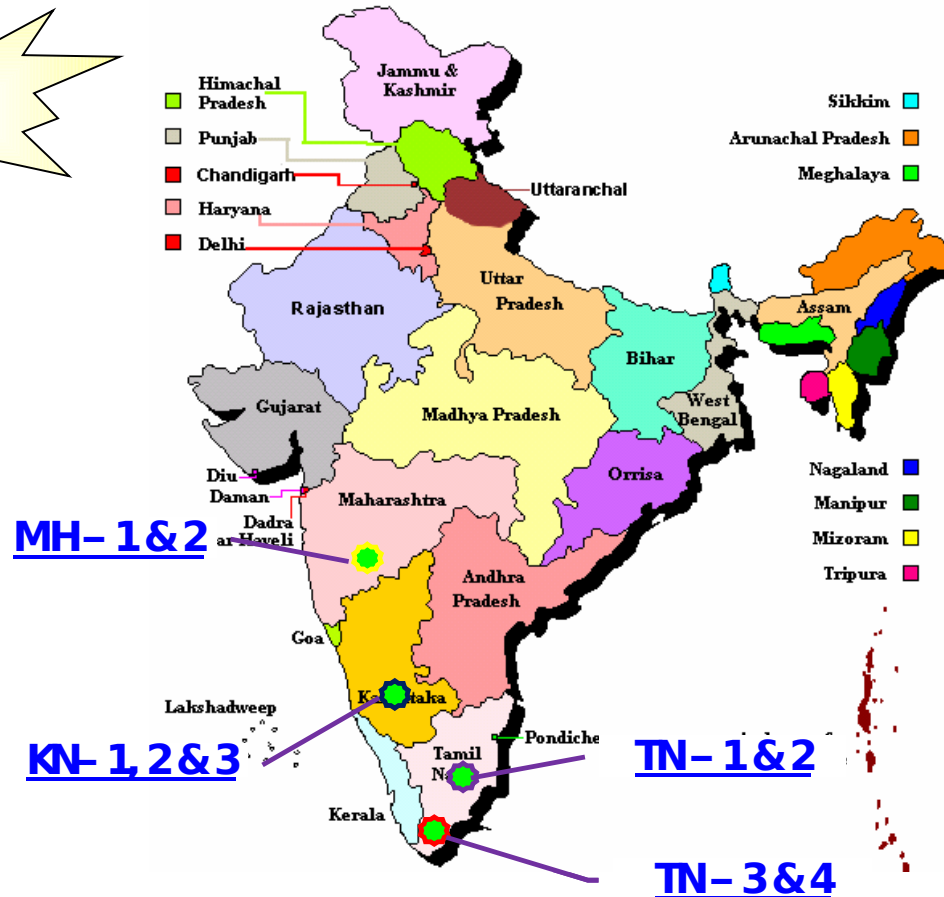 Jammu &
Kashmir
Himachal
Pradesh
Punjab
Chandigarh
Haryana
Delhi
Sikkim
Arunachal Pradesh
Meghalaya
Uttaranchal
Uttar
Pradesh
Rajasthan
Assam
Bihar
Gujarat
Madhya Pradesh
West
Bengal
Orrisa
Diu
Daman
Maharashtra
Dadra
ar Haveli
Nagaland
Manipur
Mizoram
Tripura
MH-1&2
Andhra
Pradesh
Goa
Lakshadweep
Pondiche
KN-1,2&3
Tamil
TN-1&2
Kerala
TN-3&4